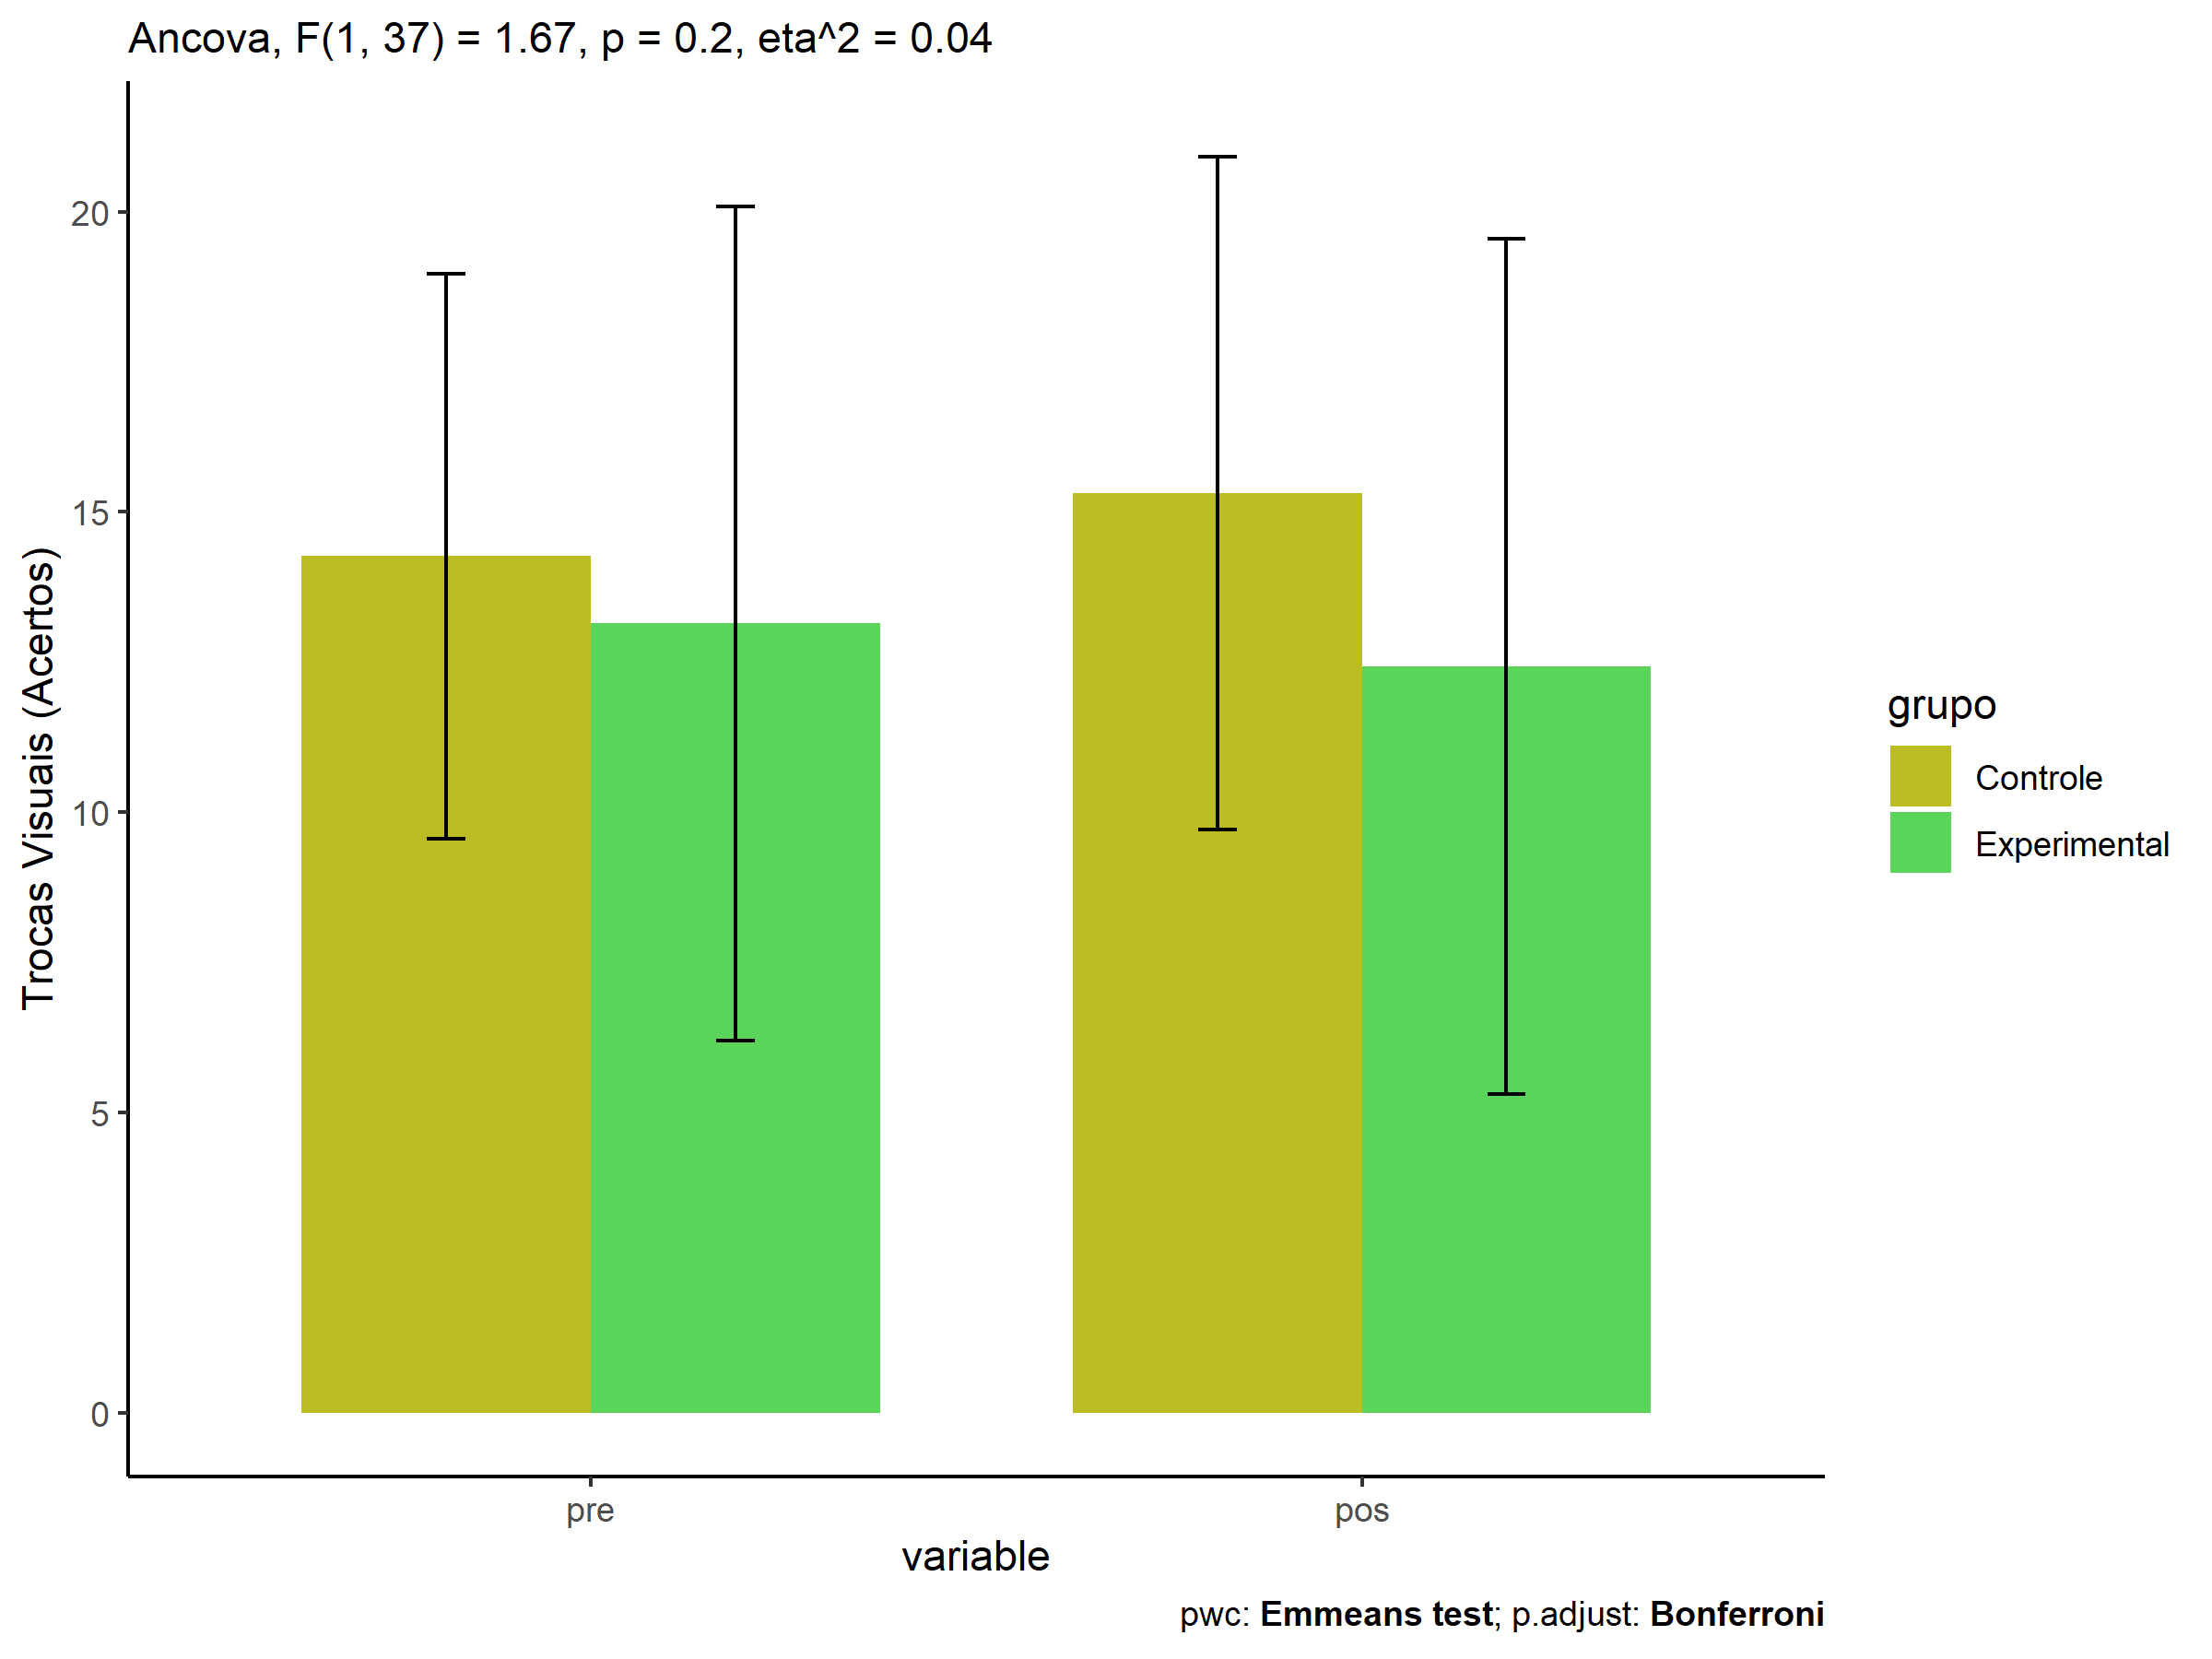 Ancova, F(1, 37) = 1.67, p = 0.2, eta^2 = 0.04
Trocas Visuais (Acertos)
20
15
10
5
0
pre
pos
variable
grupo
Controle
Experimental
pwc: Emmeans test; p.adjust: Bonferroni